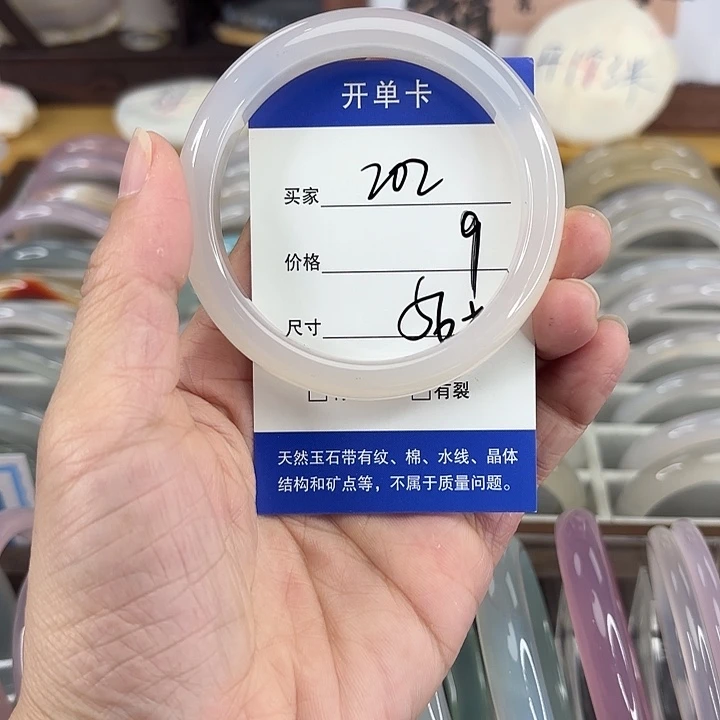 开单卡
买家 202
价格 9
尺寸 56+
有裂
天然玉石带有纹、棉、水线、晶体
结构和矿点等，不属于质量问题。